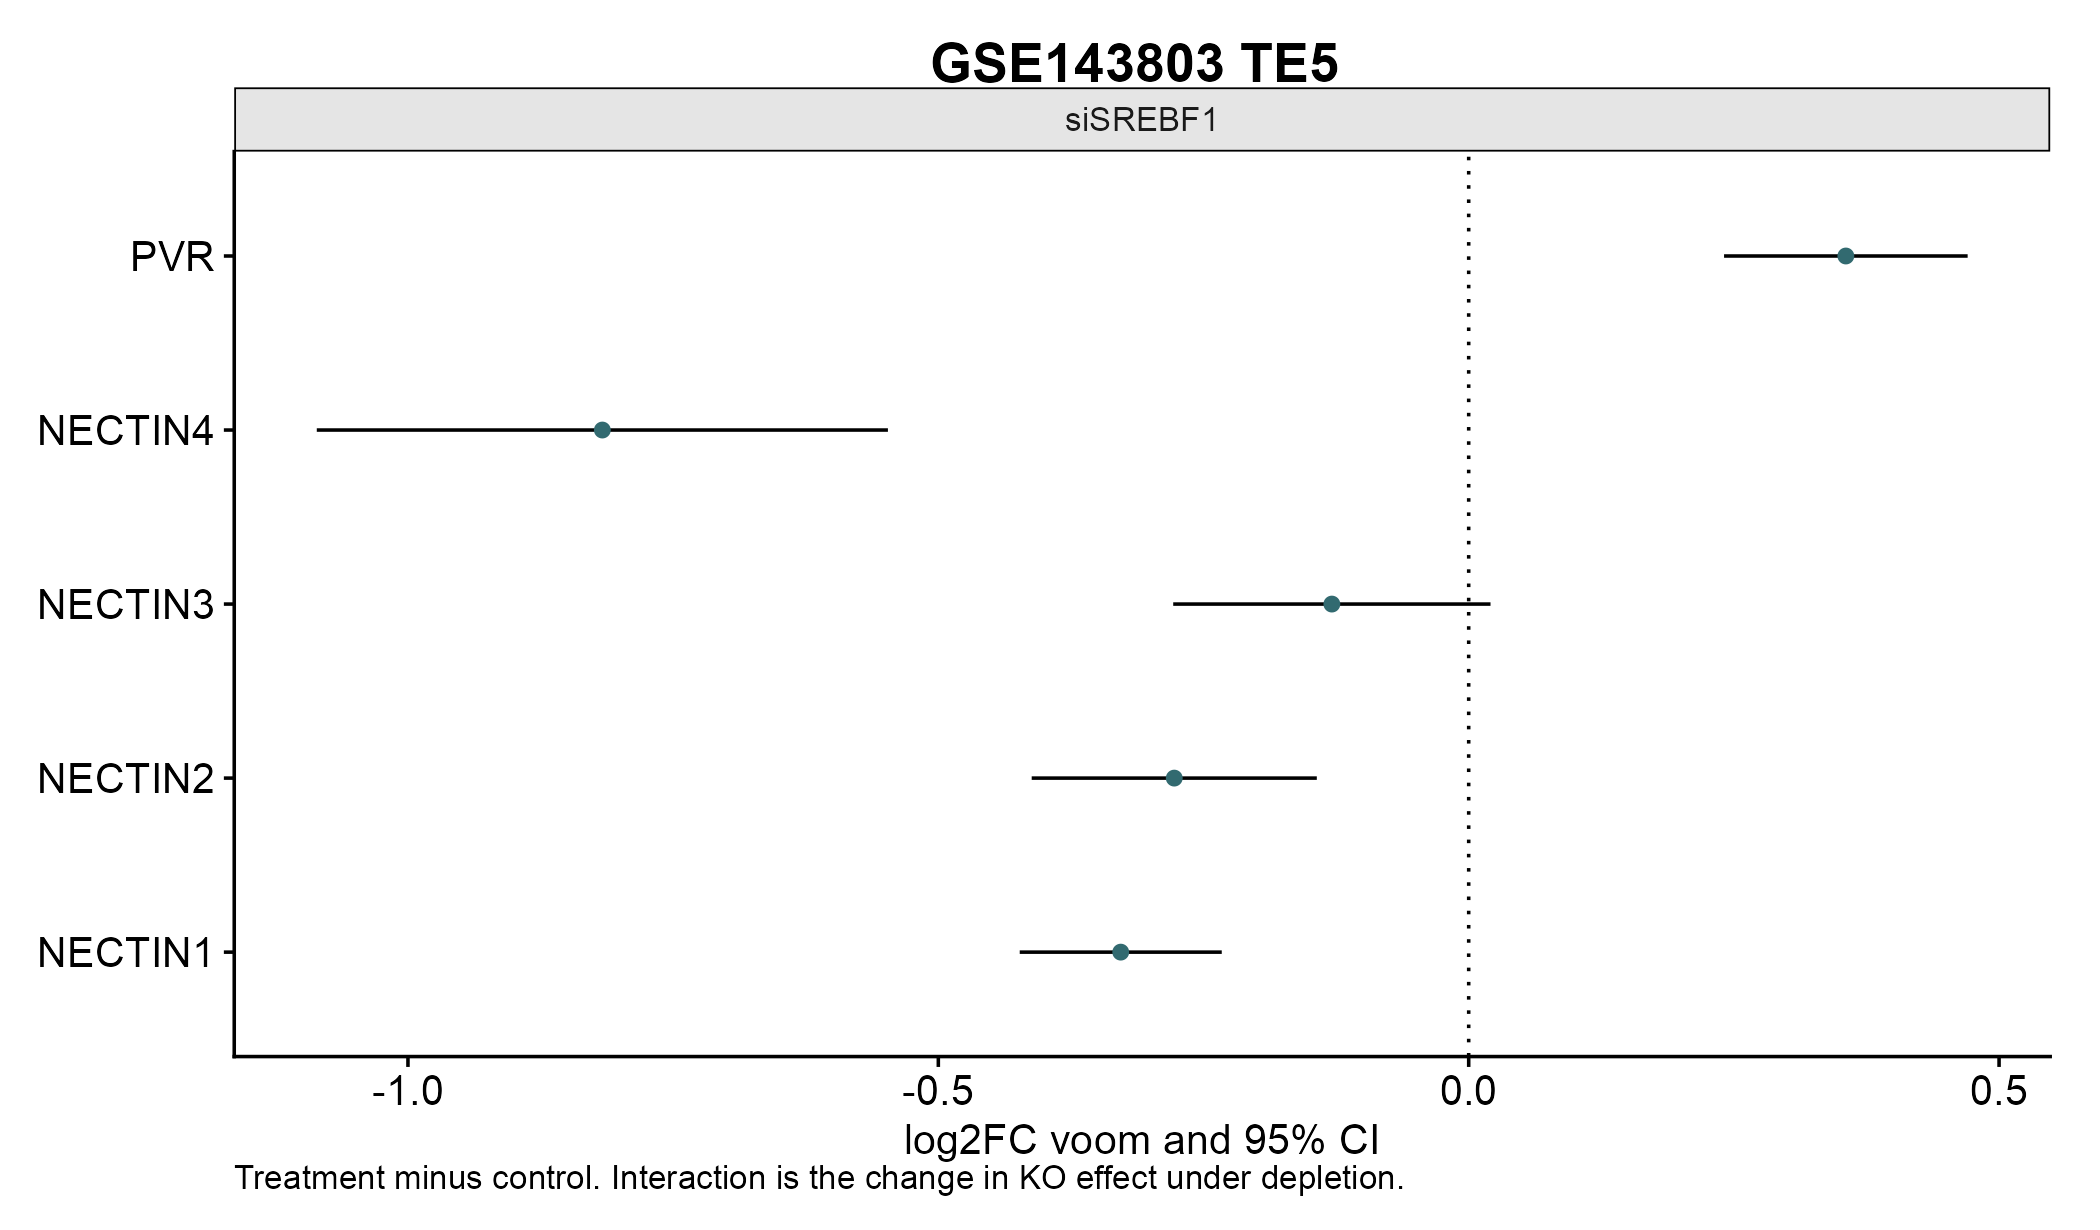 GSE143803 TE5
siSREBF1
PVR
NECTIN4
NECTIN3
NECTIN2
NECTIN1
-1.0 -0.5 0.0 0.5
log2FC voom and 95% CI
Treatment minus control. Interaction is the change in KO effect under depletion.